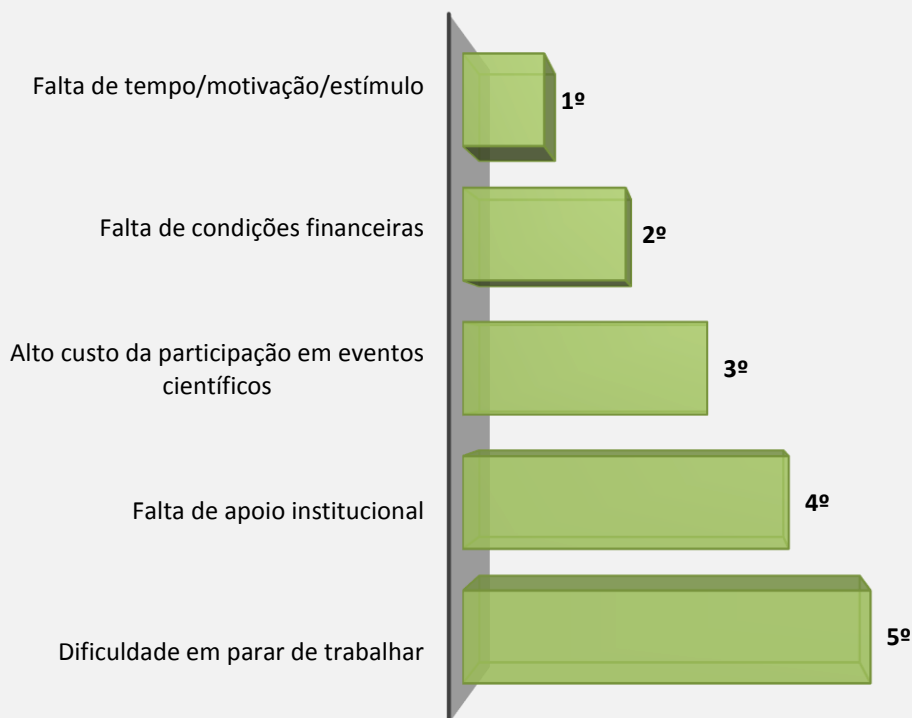 Falta de tempo/motivação/estímulo
1º
Falta de condições financeiras
2º
Alto custo da participação em eventos
científicos
3º
Falta de apoio institucional
4º
Dificuldade em parar de trabalhar
5º